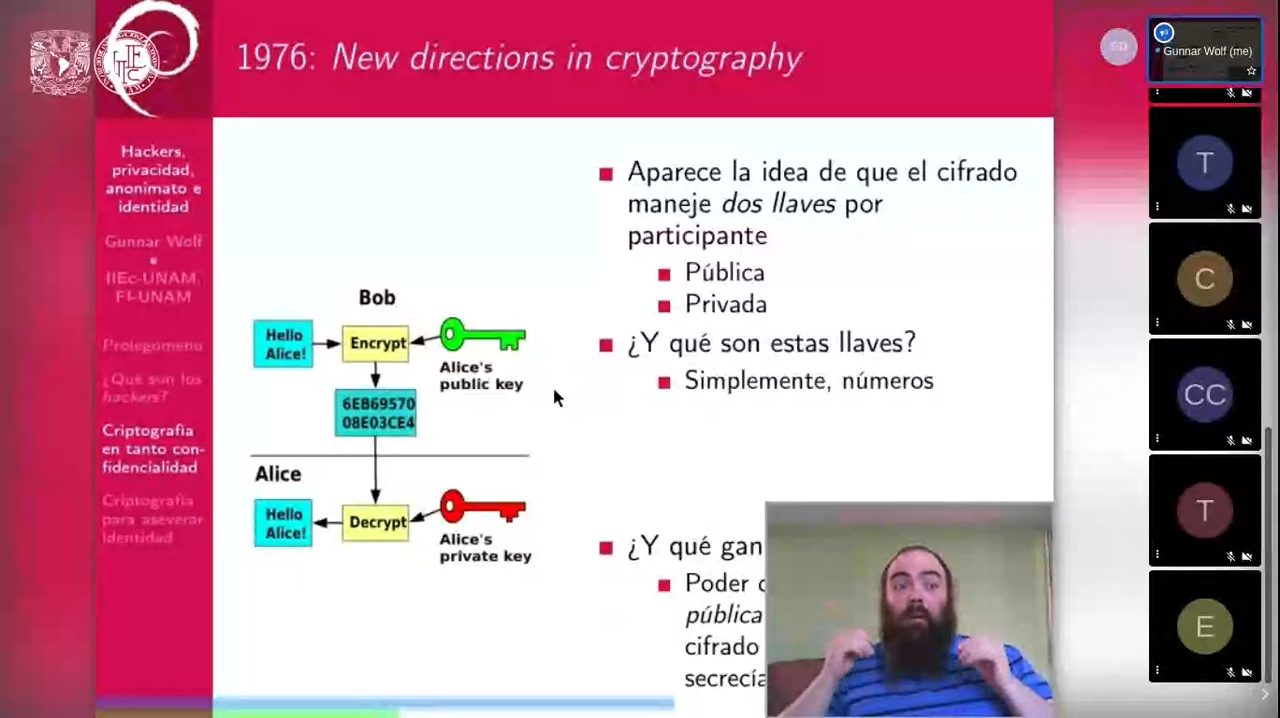 1976: New directions in cryptography
Hackers,
privacidad,
anonimato e
identidad
Gunnar Wolf
•
IIEc-UNAM,
FI-UNAM
Prolegómeno
¿Qué son los
hackers?
Criptografía
en tanto con-
fidencialidad
Criptografía
para aseverar
identidad
Bob
Hello
Alice!
Encrypt
Alice's
public key
6EB69570
08E03CE4
Alice
Hello
Alice!
Decrypt
Alice's
private key
Aparece la idea de que el cifrado
maneje dos llaves por
participante
Pública
Privada
¿Y qué son estas llaves?
Simplemente, números
¿Y qué gan
Poder
pública
cifrado
secrecía
Gunnar Wolf (me)
T
C
CC
T
E